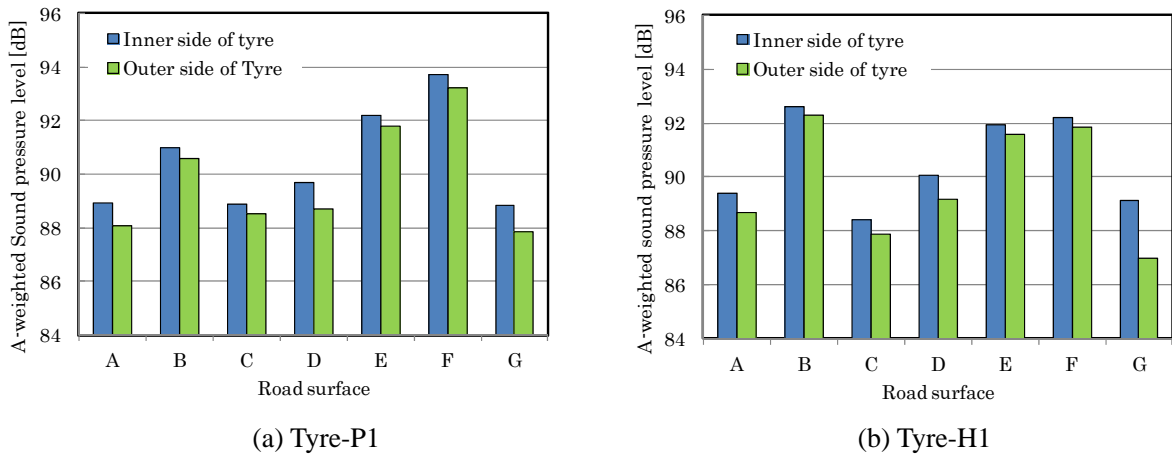 A-weighted Sound pressure level [dB]
96
94
92
90
88
86
84
Inner side of tyre
Outer side of Tyre
A B C D E F G
Road surface
(a) Tyre-P1
A-weighted sound pressure level [dB]
96
94
92
90
88
86
84
Inner side of tyre
Outer side of tyre
A B C D E F G
Road surface
(b) Tyre-H1